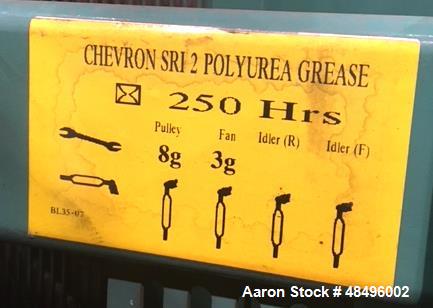 CHEVRON SRI 2 POLYUREA GREASE
250 Hrs
Pulley Fan Idler (R) Idler (F)
8g 3g
BL35-07
Aaron Stock # 48496002